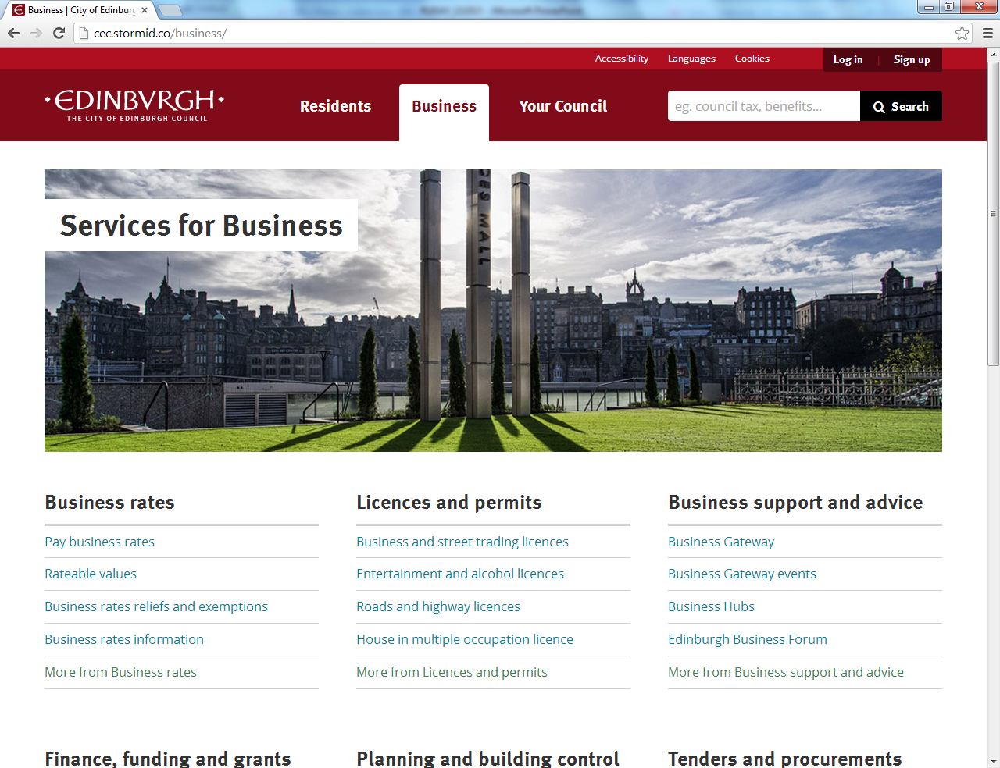 Business | City of Edinburg
cec.stormid.co/business/
Accessibility Languages Cookies Log in | Sign up
EDINBVRGH
THE CITY OF EDINBURGH COUNCIL
Residents Business Your Council
eg. council tax, benefits... Search
CES MALL
Services for Business
Business rates
Pay business rates
Rateable values
Business rates reliefs and exemptions
Business rates information
More from Business rates
Licences and permits
Business and street trading licences
Entertainment and alcohol licences
Roads and highway licences
House in multiple occupation licence
More from Licences and permits
Business support and advice
Business Gateway
Business Gateway events
Business Hubs
Edinburgh Business Forum
More from Business support and advice
Finance, funding and grants
Planning and building control
Tenders and procurements